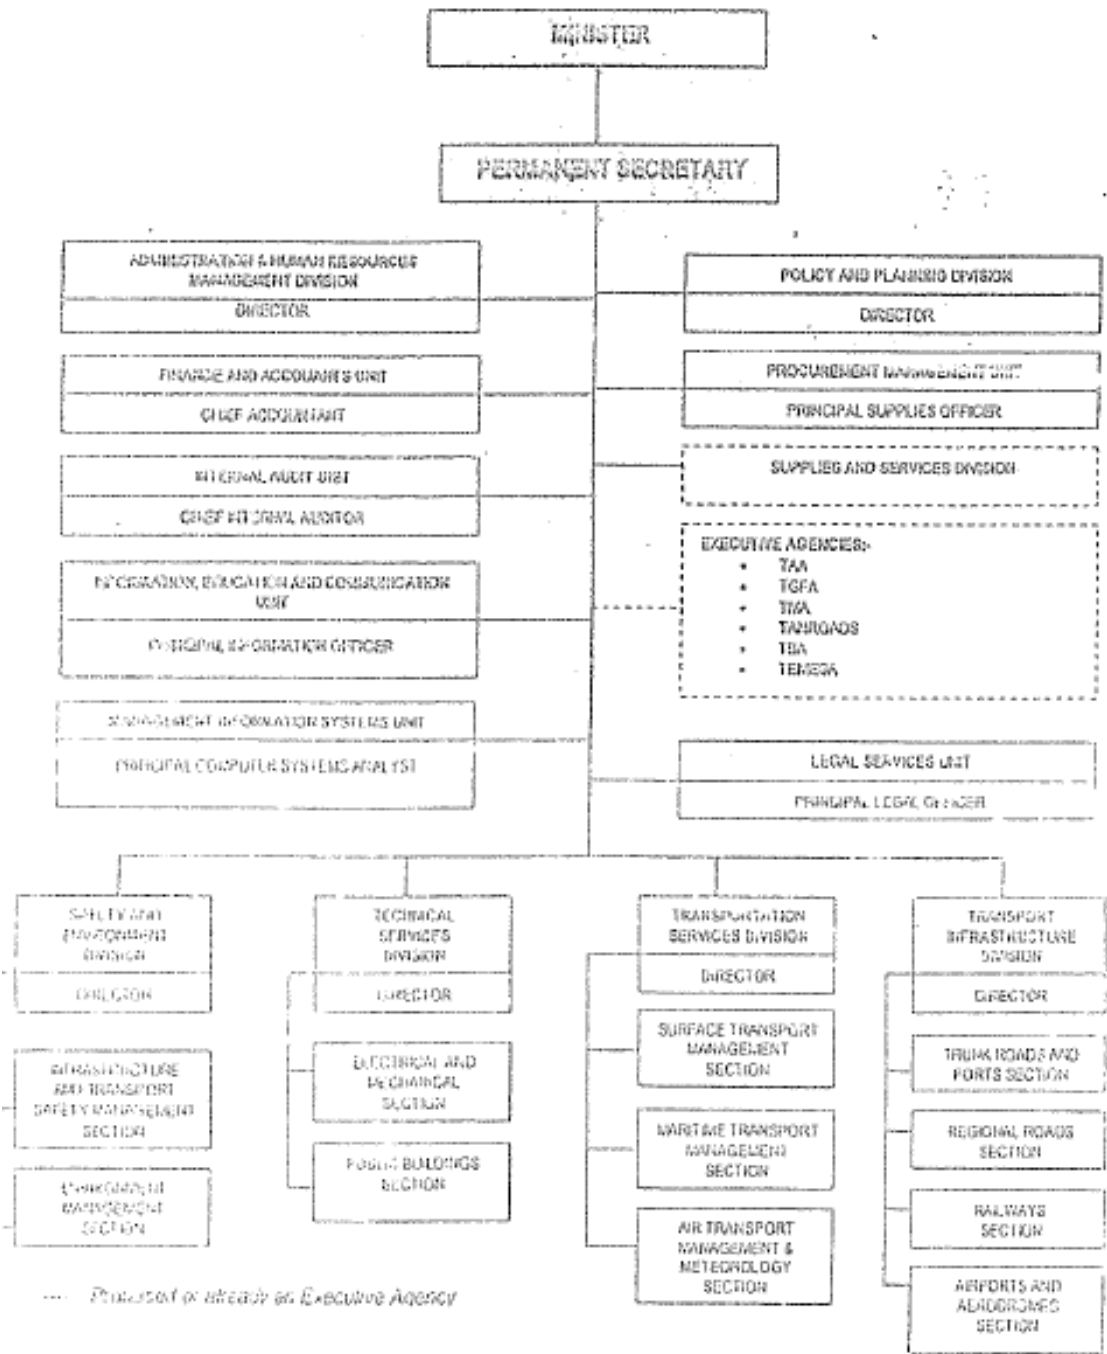 MINISTER
PERMANENT SECRETARY
ADMINISTRATION & HUMAN RESOURCES
MANAGEMENT DIVISION
DIRECTOR
POLICY AND PLANNING DIVISION
DIRECTOR
FINANCE AND ACCOUNTS UNIT
CHIEF ACCOUNTANT
PROCUREMENT MANAGEMENT UNIT
PRINCIPAL SUPPLIES OFFICER
INTERNAL AUDIT UNIT
CHIEF INTERNAL AUDITOR
SUPPLIES AND SERVICES DIVISION
EXECUTIVE AGENCIES:-
• TAA
• TGFA
• TMA
• TANROADS
• TBA
• TEMESA
INFORMATION, EDUCATION AND COMMUNICATION
UNIT
PRINCIPAL INFORMATION OFFICER
MANAGEMENT INFORMATION SYSTEMS UNIT
PRINCIPAL COMPUTER SYSTEMS ANALYST
LEGAL SERVICES UNIT
PRINCIPAL LEGAL OFFICER
SAFETY AND
ENVIRONMENT
DIVISION
DIRECTOR
INFRASTRUCTURE
AND TRANSPORT
SAFETY MANAGEMENT
SECTION
ENVIRONMENT
MANAGEMENT
SECTION
TECHNICAL
SERVICES
DIVISION
DIRECTOR
ELECTRICAL AND
MECHANICAL
SECTION
PUBLIC BUILDINGS
SECTION
TRANSPORTATION
SERVICES DIVISION
DIRECTOR
SURFACE TRANSPORT
MANAGEMENT
SECTION
MARITIME TRANSPORT
MANAGEMENT
SECTION
AIR TRANSPORT
MANAGEMENT &
METEOROLOGY
SECTION
TRANSPORT
INFRASTRUCTURE
DIVISION
DIRECTOR
TRUNK ROADS AND
PORTS SECTION
REGIONAL ROADS
SECTION
RAILWAYS
SECTION
AIRPORTS AND
AERODROMES
SECTION
---- Proposed or already an Executive Agency